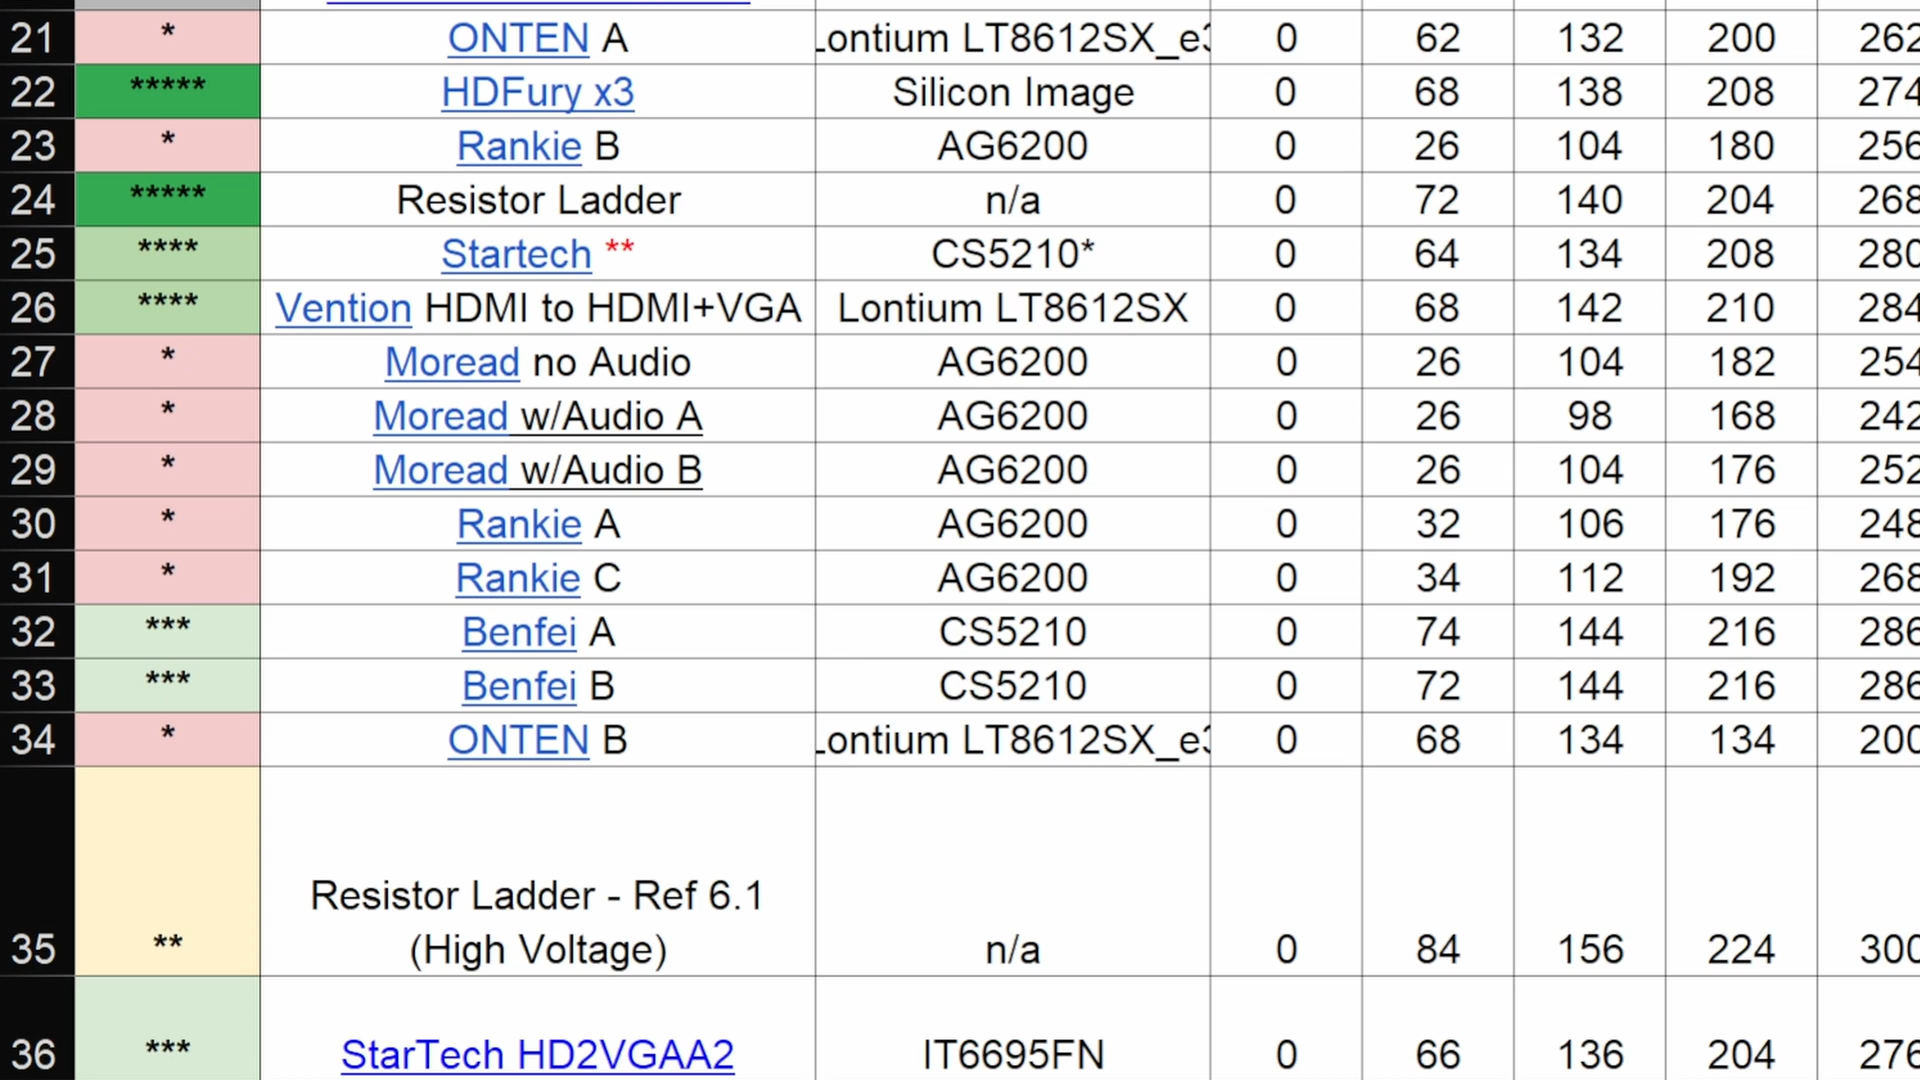 21 * ONTEN A Lontium LT8612SX_e3 0 62 132 200 262
22 ***** HDFury x3 Silicon Image 0 68 138 208 274
23 * Rankie B AG6200 0 26 104 180 256
24 ***** Resistor Ladder n/a 0 72 140 204 268
25 **** Startech ** CS5210* 0 64 134 208 280
26 **** Vention HDMI to HDMI+VGA Lontium LT8612SX 0 68 142 210 284
27 * Moread no Audio AG6200 0 26 104 182 254
28 * Moread w/Audio A AG6200 0 26 98 168 242
29 * Moread w/Audio B AG6200 0 26 104 176 252
30 * Rankie A AG6200 0 32 106 176 248
31 * Rankie C AG6200 0 34 112 192 268
32 *** Benfei A CS5210 0 74 144 216 286
33 *** Benfei B CS5210 0 72 144 216 286
34 * ONTEN B Lontium LT8612SX_e3 0 68 134 134 200
Resistor Ladder - Ref 6.1
35 ** (High Voltage) n/a 0 84 156 224 300
36 *** StarTech HD2VGAA2 IT6695FN 0 66 136 204 276